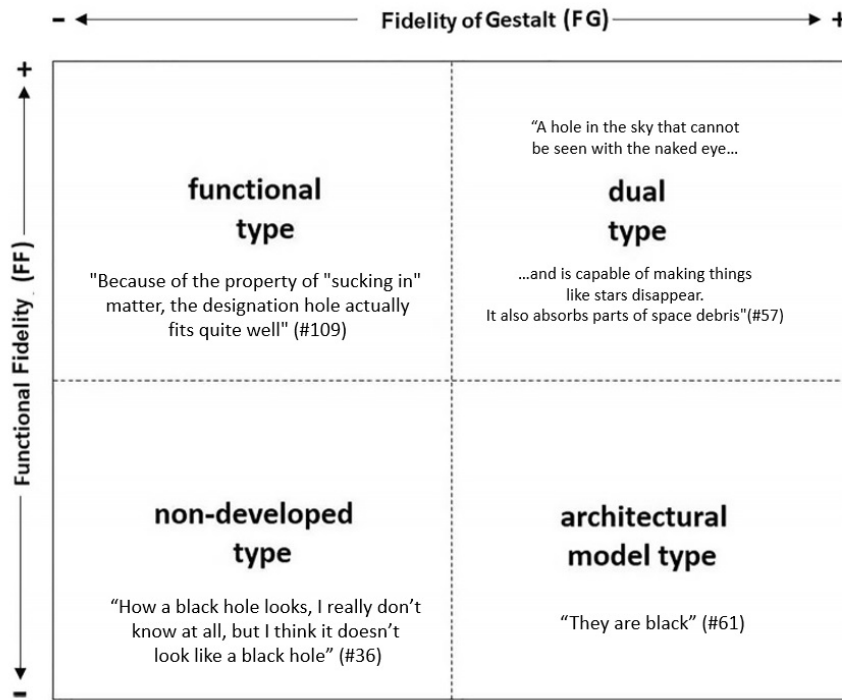 - Fidelity of Gestalt (FG) +
+
Functional Fidelity (FF)
-
functional
type
"Because of the property of "sucking in"
matter, the designation hole actually
fits quite well" (#109)
“A hole in the sky that cannot
be seen with the naked eye…
dual
type
…and is capable of making things
like stars disappear.
It also absorbs parts of space debris"(#57)
non-developed
type
“How a black hole looks, I really don’t
know at all, but I think it doesn’t
look like a black hole” (#36)
architectural
model type
“They are black” (#61)